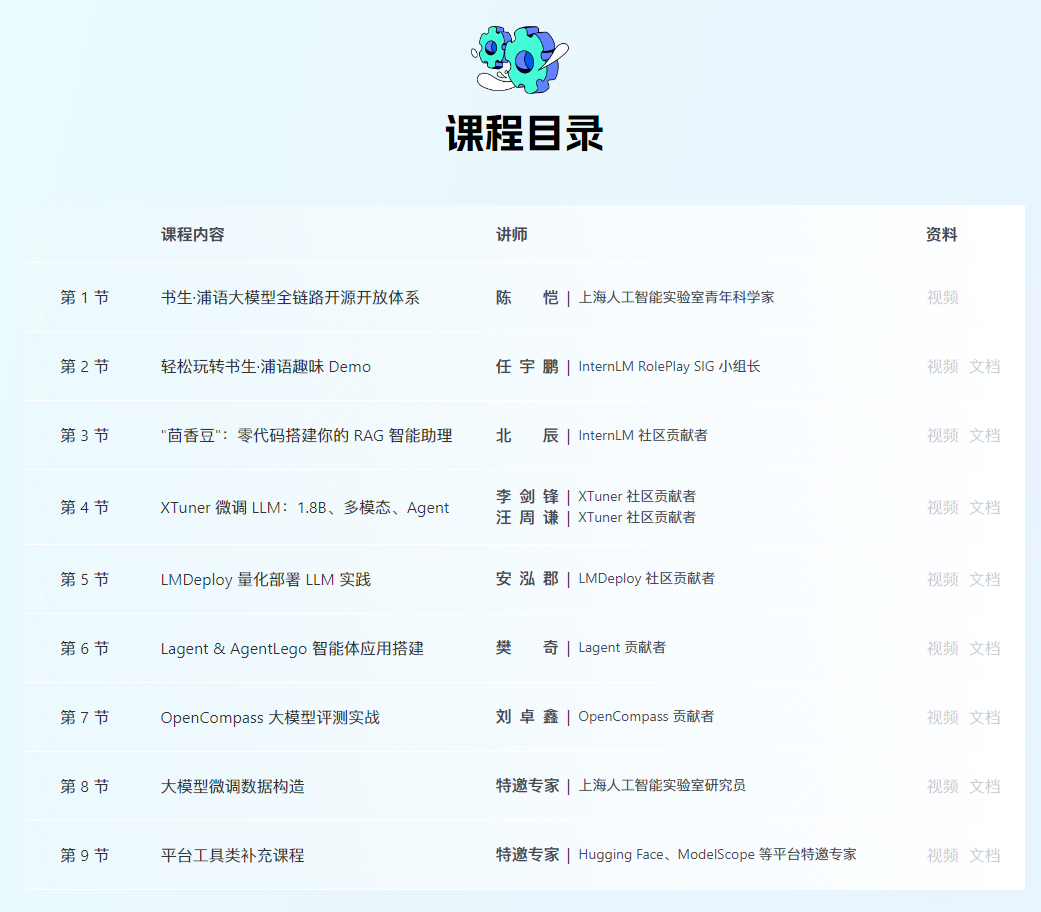 课程目录
课程内容 讲师 资料
第 1 节 书生·浦语大模型全链路开源开放体系 陈 恺 | 上海人工智能实验室青年科学家 视频
第 2 节 轻松玩转书生·浦语趣味 Demo 任 宇 鹏 | InternLM RolePlay SIG 小组长 视频 文档
第 3 节 "茴香豆"：零代码搭建你的 RAG 智能助理 北 辰 | InternLM 社区贡献者 视频 文档
第 4 节 XTuner 微调 LLM：1.8B、多模态、Agent 李 剑 锋 | XTuner 社区贡献者 视频 文档
汪 周 谦 | XTuner 社区贡献者
第 5 节 LMDeploy 量化部署 LLM 实践 安 泓 郡 | LMDeploy 社区贡献者 视频 文档
第 6 节 Lagent & AgentLego 智能体应用搭建 樊 奇 | Lagent 贡献者 视频 文档
第 7 节 OpenCompass 大模型评测实战 刘 卓 鑫 | OpenCompass 贡献者 视频 文档
第 8 节 大模型微调数据构造 特邀专家 | 上海人工智能实验室研究员 视频 文档
第 9 节 平台工具类补充课程 特邀专家 | Hugging Face、ModelScope 等平台特邀专家 视频 文档